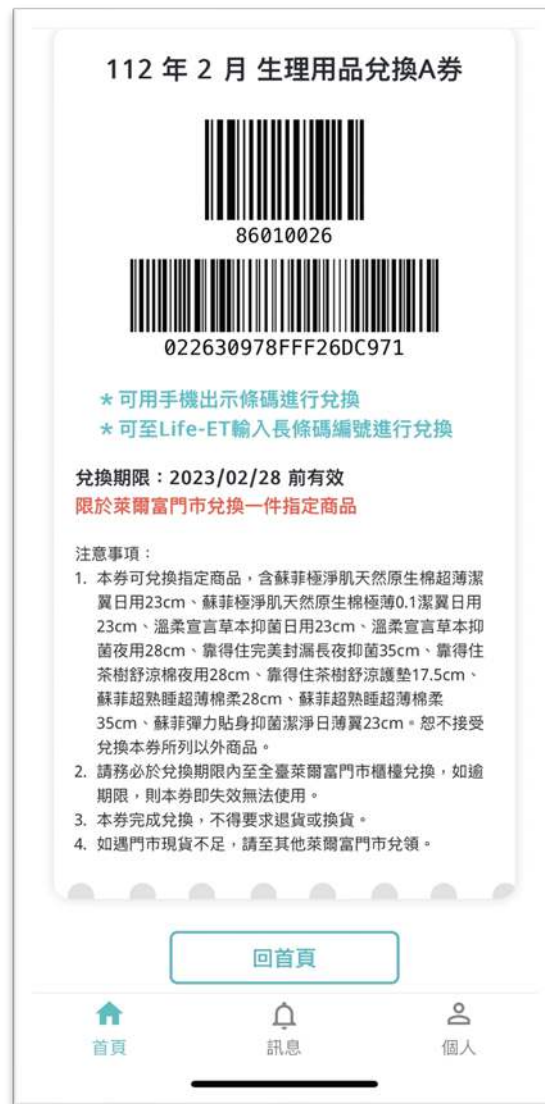 112 年 2 月 生理用品兌換A券
86010026
022630978FFF26DC971
＊可用手機出示條碼進行兌換
＊可至Life-ET輸入長條碼編號進行兌換
兌換期限：2023/02/28 前有效
限於萊爾富門市兌換一件指定商品
注意事項：
1. 本券可兌換指定商品，含蘇菲極淨肌天然原生棉超薄潔
翼日用23cm、蘇菲極淨肌天然原生棉極薄0.1潔翼日用
23cm、溫柔宣言草本抑菌日用23cm、溫柔宣言草本抑
菌夜用28cm、靠得住完美封漏長夜抑菌35cm、靠得住
茶樹舒涼棉夜用28cm、靠得住茶樹舒涼護墊17.5cm、
蘇菲超熟睡超薄棉柔28cm、蘇菲超熟睡超薄棉柔
35cm、蘇菲彈力貼身抑菌潔淨日薄翼23cm。恕不接受
兌換本券所列以外商品。
2. 請務必於兌換期限內至全臺萊爾富門市櫃檯兌換，如逾
期限，則本券即失效無法使用。
3. 本券完成兌換，不得要求退貨或換貨。
4. 如遇門市現貨不足，請至其他萊爾富門市兌領。
回首頁
首頁
訊息
個人